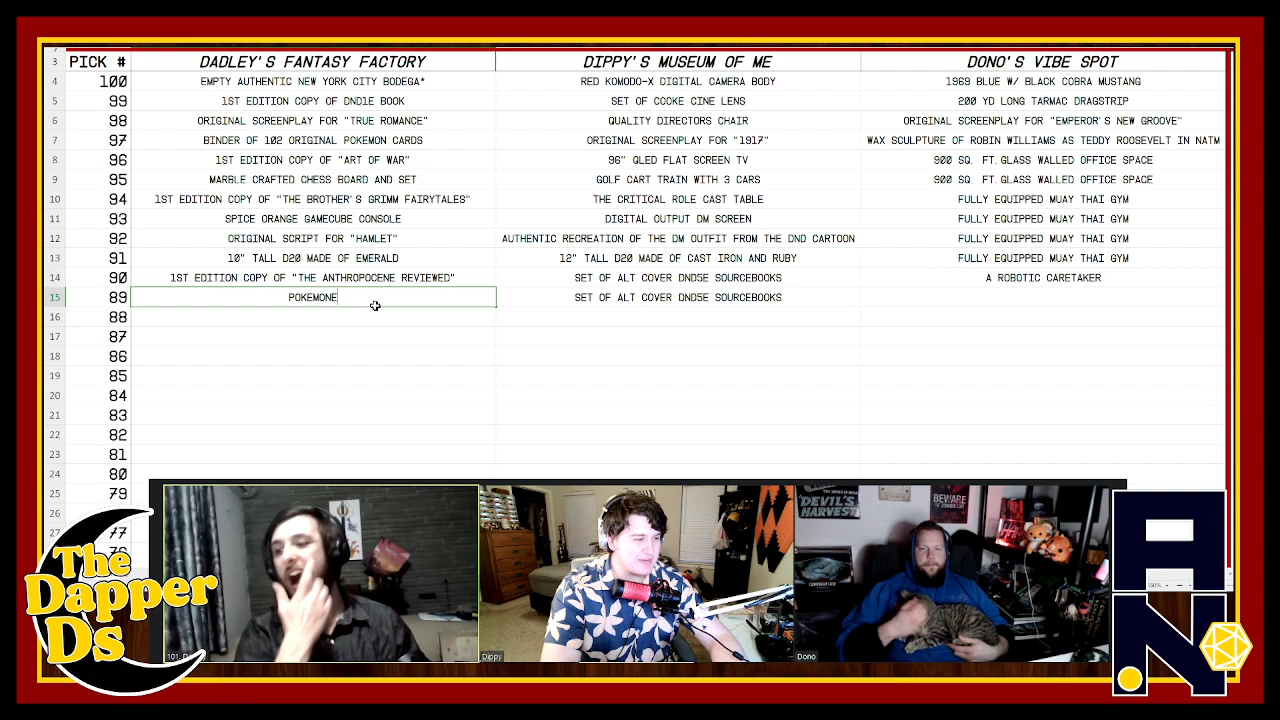 3 PICK # DADLEY'S FANTASY FACTORY DIPPY'S MUSEUM OF ME DONO'S VIBE SPOT
4 100 EMPTY AUTHENTIC NEW YORK CITY BODEGA* RED KOMODO-X DIGITAL CAMERA BODY 1969 BLUE W/ BLACK COBRA MUSTANG
5 99 1ST EDITION COPY OF DND1E BOOK SET OF COOKE CINE LENS 200 YD LONG TARMAC DRAGSTRIP
6 98 ORIGINAL SCREENPLAY FOR "TRUE ROMANCE" QUALITY DIRECTORS CHAIR ORIGINAL SCREENPLAY FOR "EMPEROR'S NEW GROOVE"
7 97 BINDER OF 102 ORIGINAL POKEMON CARDS ORIGINAL SCREENPLAY FOR "1917" WAX SCULPTURE OF ROBIN WILLIAMS AS TEDDY ROOSEVELT IN NATM
8 96 1ST EDITION COPY OF "ART OF WAR" 96" QLED FLAT SCREEN TV 900 SQ. FT. GLASS WALLED OFFICE SPACE
9 95 MARBLE CRAFTED CHESS BOARD AND SET GOLF CART TRAIN WITH 3 CARS 900 SQ. FT. GLASS WALLED OFFICE SPACE
10 94 1ST EDITION COPY OF "THE BROTHER'S GRIMM FAIRYTALES" THE CRITICAL ROLE CAST TABLE FULLY EQUIPPED MUAY THAI GYM
11 93 SPICE ORANGE GAMECUBE CONSOLE DIGITAL OUTPUT DM SCREEN FULLY EQUIPPED MUAY THAI GYM
12 92 ORIGINAL SCRIPT FOR "HAMLET" AUTHENTIC RECREATION OF THE DM OUTFIT FROM THE DND CARTOON FULLY EQUIPPED MUAY THAI GYM
13 91 10" TALL D20 MADE OF EMERALD 12" TALL D20 MADE OF CAST IRON AND RUBY FULLY EQUIPPED MUAY THAI GYM
14 90 1ST EDITION COPY OF "THE ANTHROPOCENE REVIEWED" SET OF ALT COVER DND5E SOURCEBOOKS A ROBOTIC CARETAKER
15 89 POKEMONE SET OF ALT COVER DND5E SOURCEBOOKS
16 88
17 87
18 86
19 85
20 84
21 83
22 82
23 81
24 80
25 79
26
27 77
The Dapper Ds
DEVIL'S HARVEST
BEWARE
Dippy
Dono